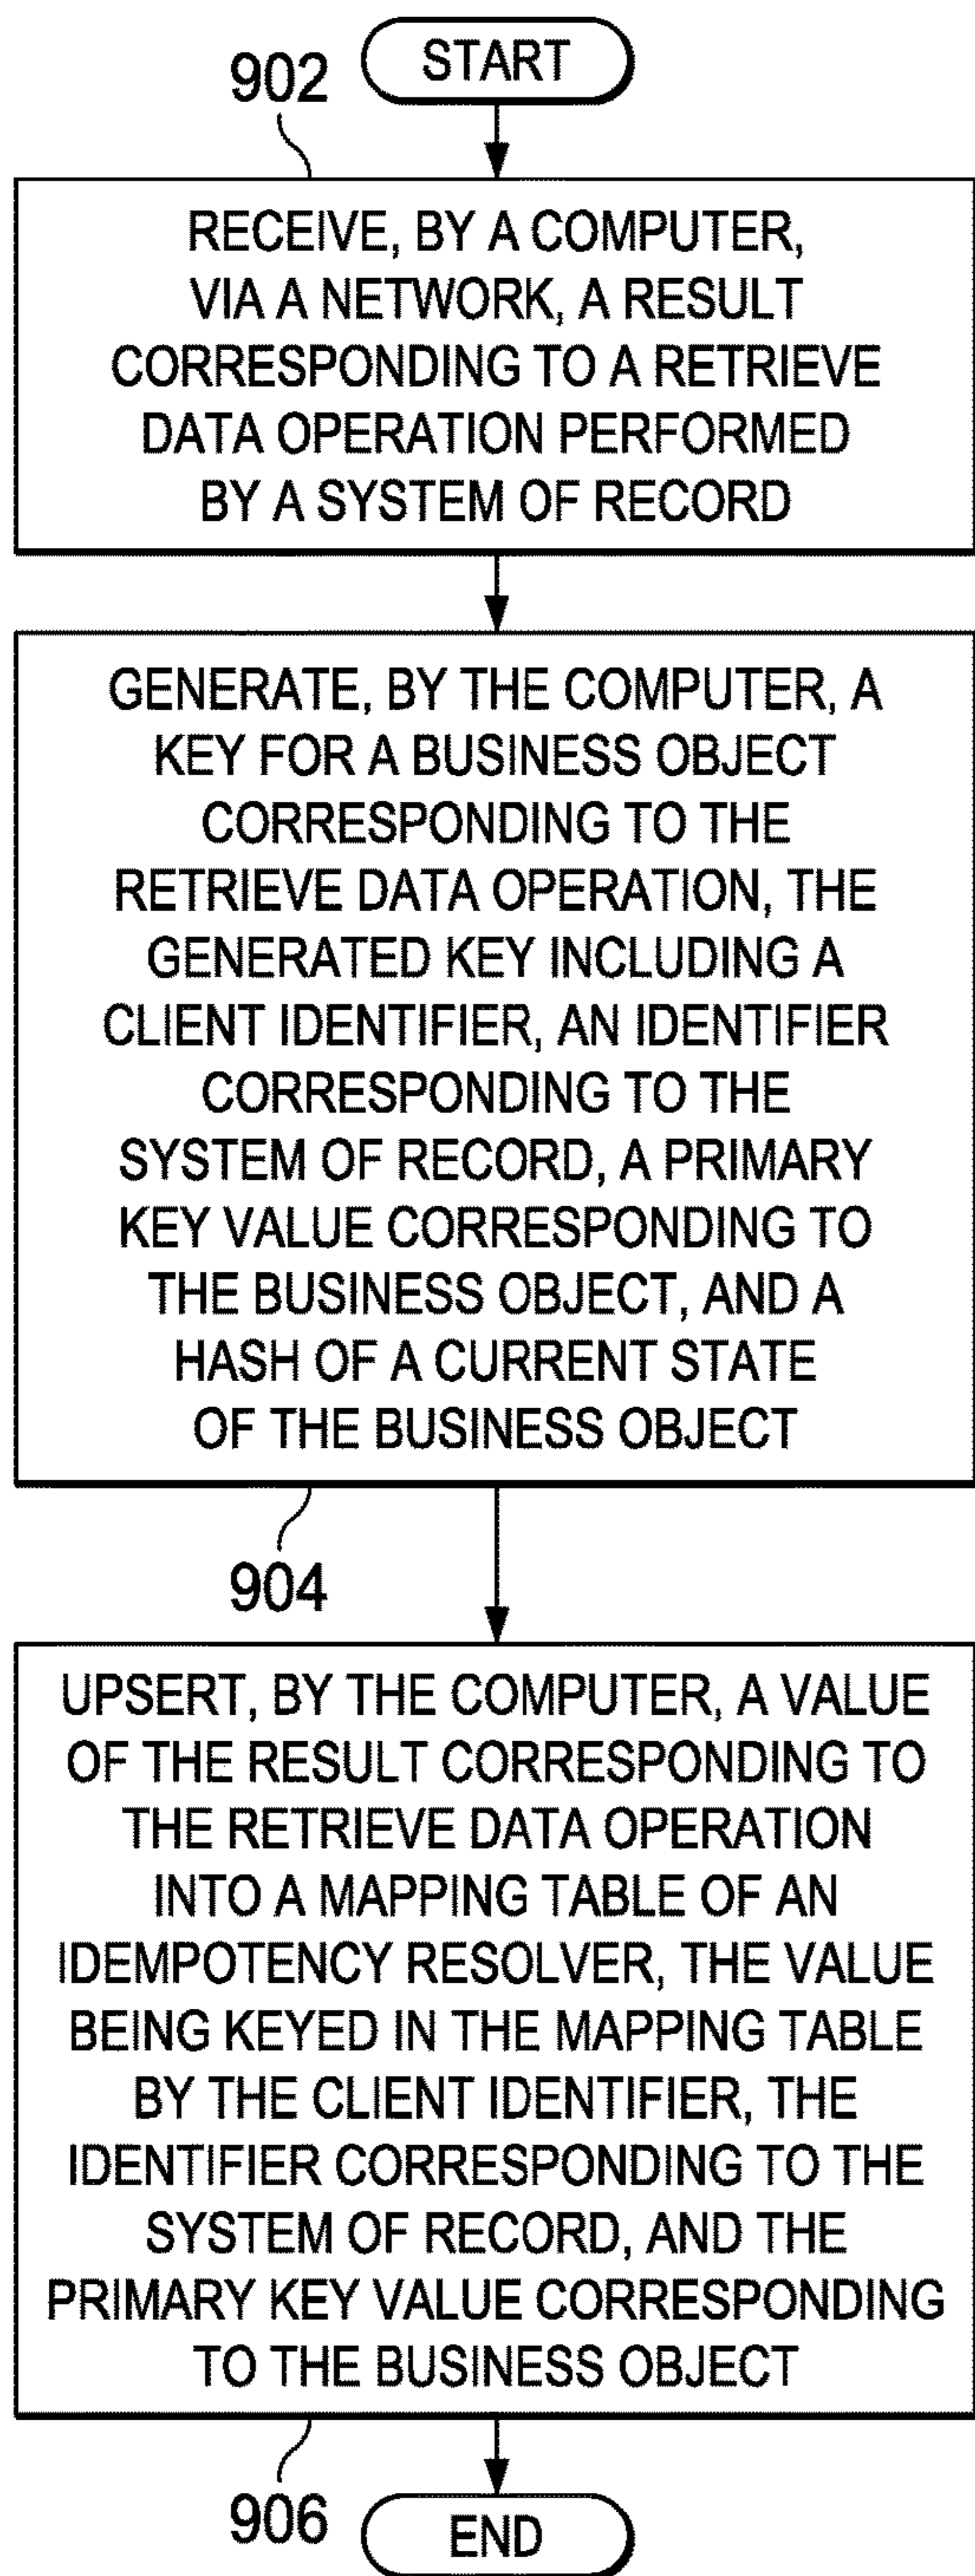 START
902
RECEIVE, BY A COMPUTER,
VIA A NETWORK, A RESULT
CORRESPONDING TO A RETRIEVE
DATA OPERATION PERFORMED
BY A SYSTEM OF RECORD
GENERATE, BY THE COMPUTER, A
KEY FOR A BUSINESS OBJECT
CORRESPONDING TO THE
RETRIEVE DATA OPERATION, THE
GENERATED KEY INCLUDING A
CLIENT IDENTIFIER, AN IDENTIFIER
CORRESPONDING TO THE
SYSTEM OF RECORD, A PRIMARY
KEY VALUE CORRESPONDING TO
THE BUSINESS OBJECT, AND A
HASH OF A CURRENT STATE
OF THE BUSINESS OBJECT
904
UPSERT, BY THE COMPUTER, A VALUE
OF THE RESULT CORRESPONDING TO
THE RETRIEVE DATA OPERATION
INTO A MAPPING TABLE OF AN
IDEMPOTENCY RESOLVER, THE VALUE
BEING KEYED IN THE MAPPING TABLE
BY THE CLIENT IDENTIFIER, THE
IDENTIFIER CORRESPONDING TO THE
SYSTEM OF RECORD, AND THE
PRIMARY KEY VALUE CORRESPONDING
TO THE BUSINESS OBJECT
906
END